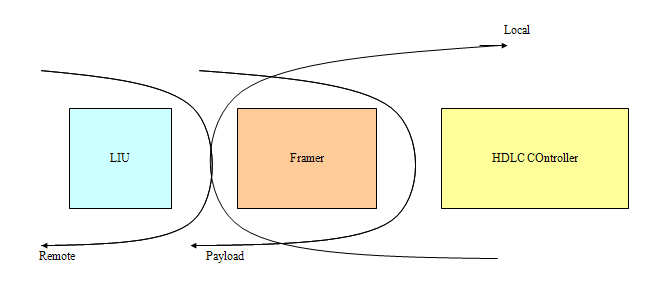 Local
LIU
Framer
HDLC COntroller
Remote
Payload